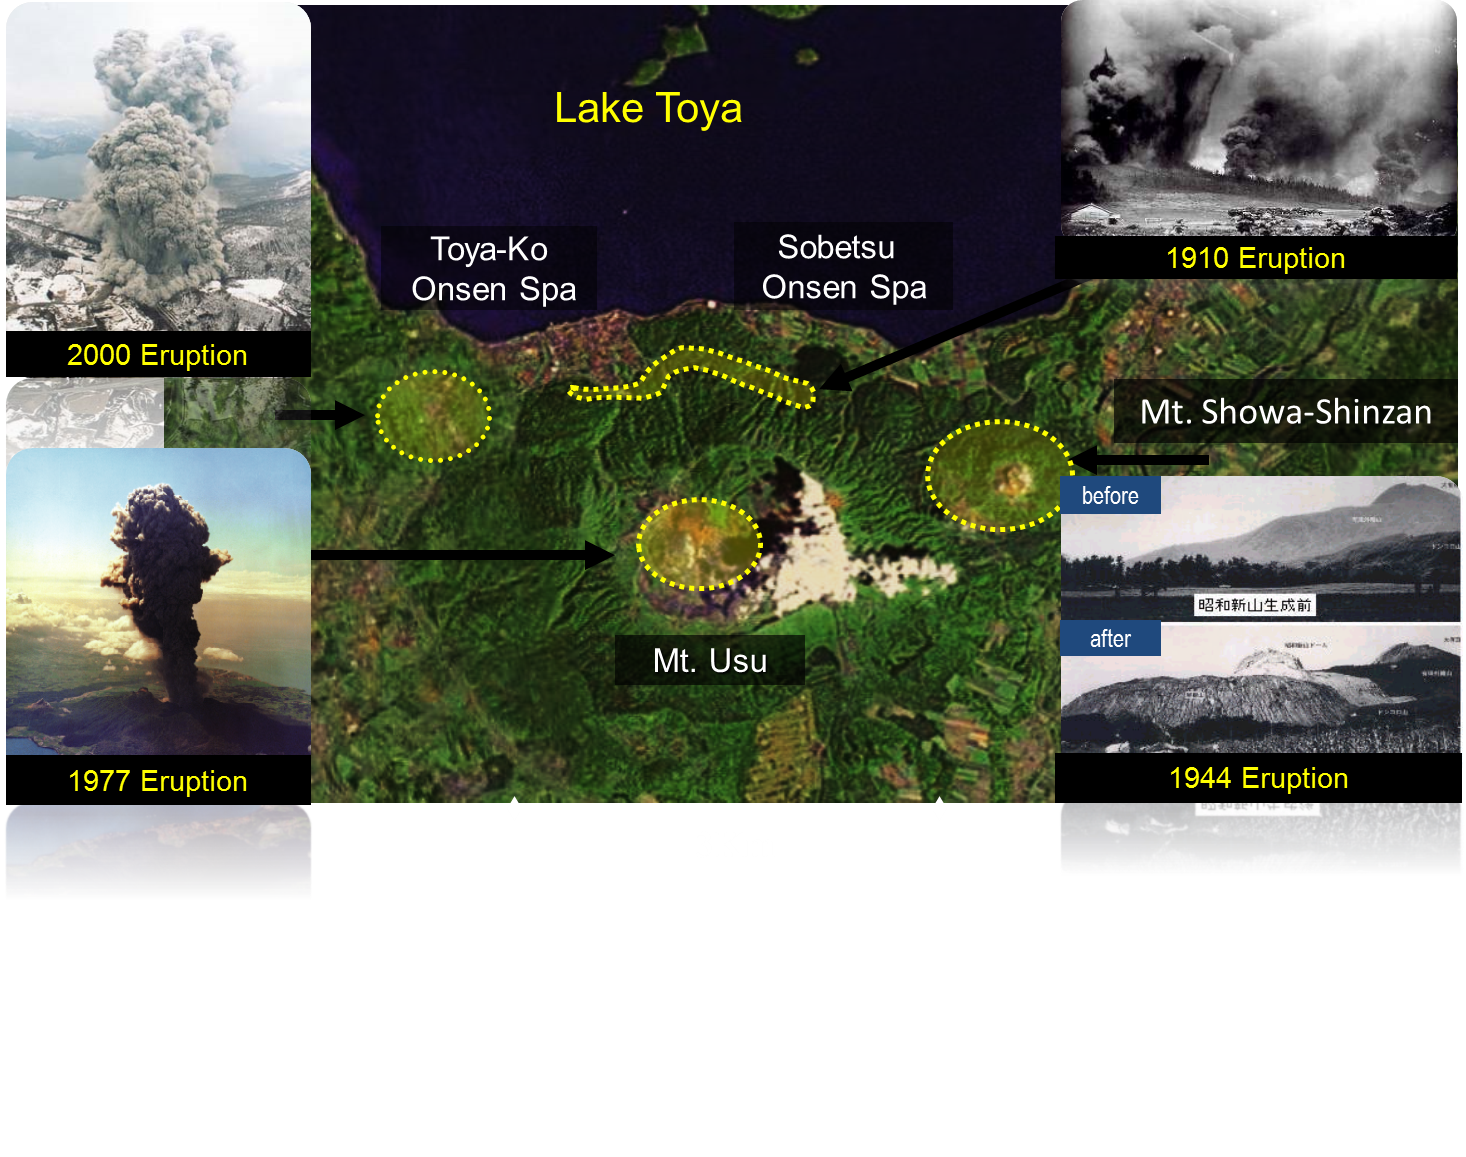 Lake Toya
Toya-Ko
Onsen Spa
Sobetsu
Onsen Spa
1910 Eruption
2000 Eruption
Mt. Showa-Shinzan
before
昭和新山生成前
after
Mt. Usu
1977 Eruption
1944 Eruption